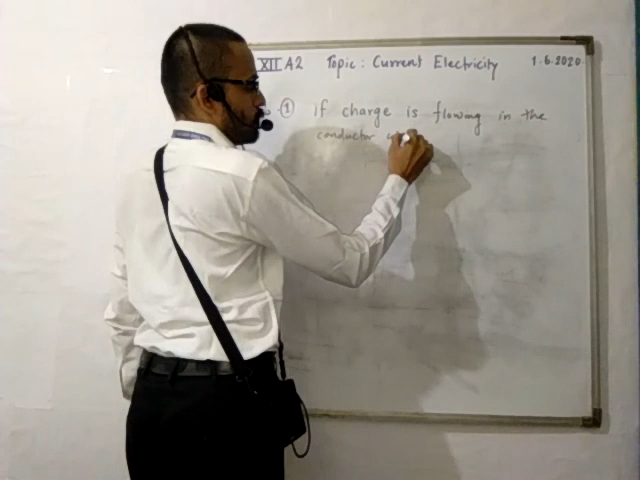 XII A2 Topic: Current Electricity 1.6.2020
① if charge is flowing in the
conductor